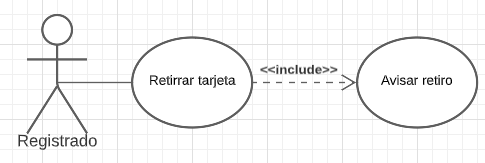 <<include>>
Retirrar tarjeta
Avisar retiro
Registrado